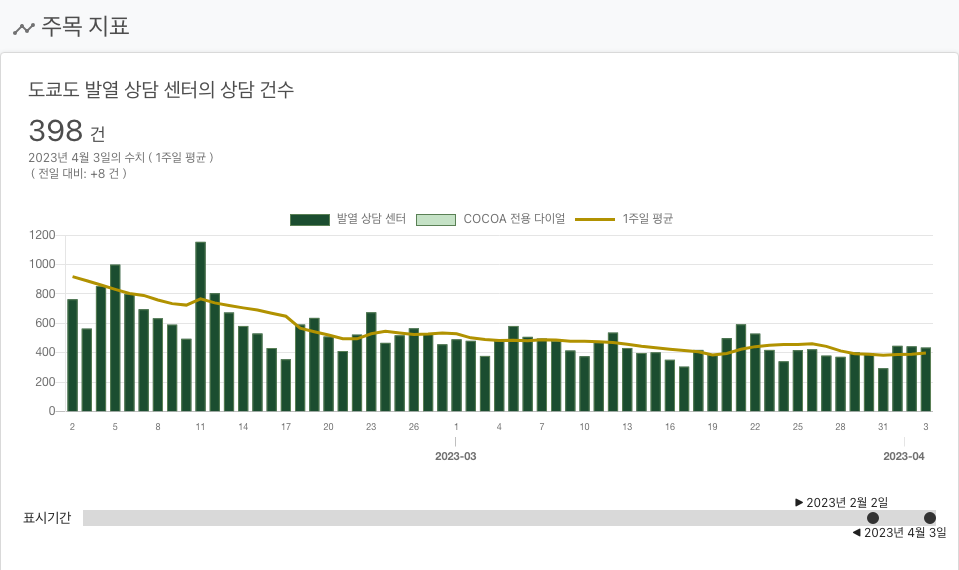 주목 지표
도쿄도 발열 상담 센터의 상담 건수
398 건
2023년 4월 3일의 수치 ( 1주일 평균 )
( 전일 대비: +8 건 )
발열 상담 센터 COCOA 전용 다이얼 1주일 평균
1200
1000
800
600
400
200
0
2 5 8 11 14 17 20 23 26 1 4 7 10 13 16 19 22 25 28 31 3
2023-03 2023-04
▶ 2023년 2월 2일
표시기간
◀ 2023년 4월 3일